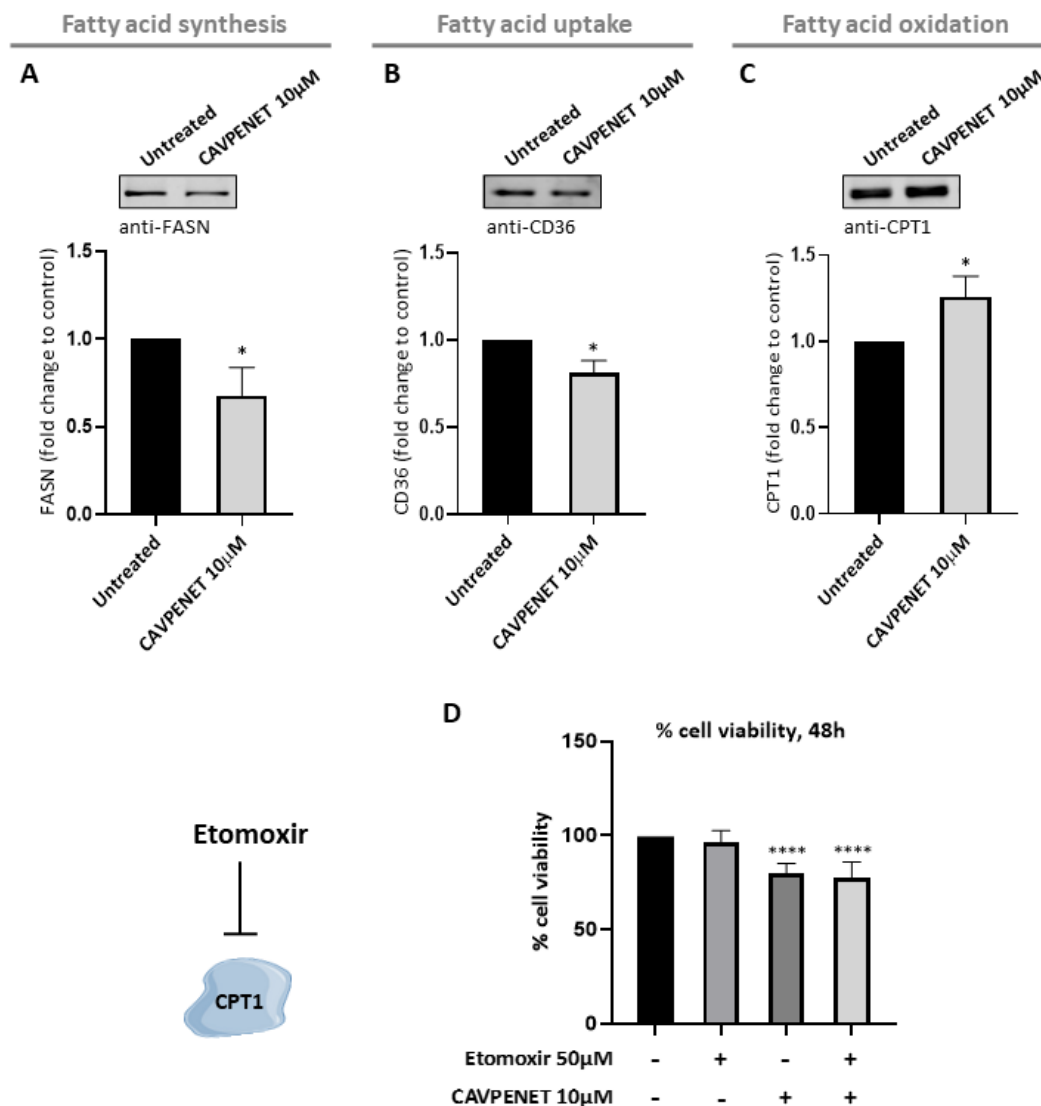 Fatty acid synthesis
Fatty acid uptake
Fatty acid oxidation
A
Untreated
CAVPENET 10μM
anti-FASN
FASN (fold change to control)
1.5
1.0
0.5
0.0
*
Untreated
CAVPENET 10μM
B
Untreated
CAVPENET 10μM
anti-CD36
CD36 (fold change to control)
1.5
1.0
0.5
0.0
*
Untreated
CAVPENET 10μM
C
Untreated
CAVPENET 10μM
anti-CPT1
CPT1 (fold change to control)
1.5
1.0
0.5
0.0
*
Untreated
CAVPENET 10μM
Etomoxir
CPT1
D
% cell viability, 48h
% cell viability
150
100
50
0
**** ****
Etomoxir 50μM - + - +
CAVPENET 10μM - - + +